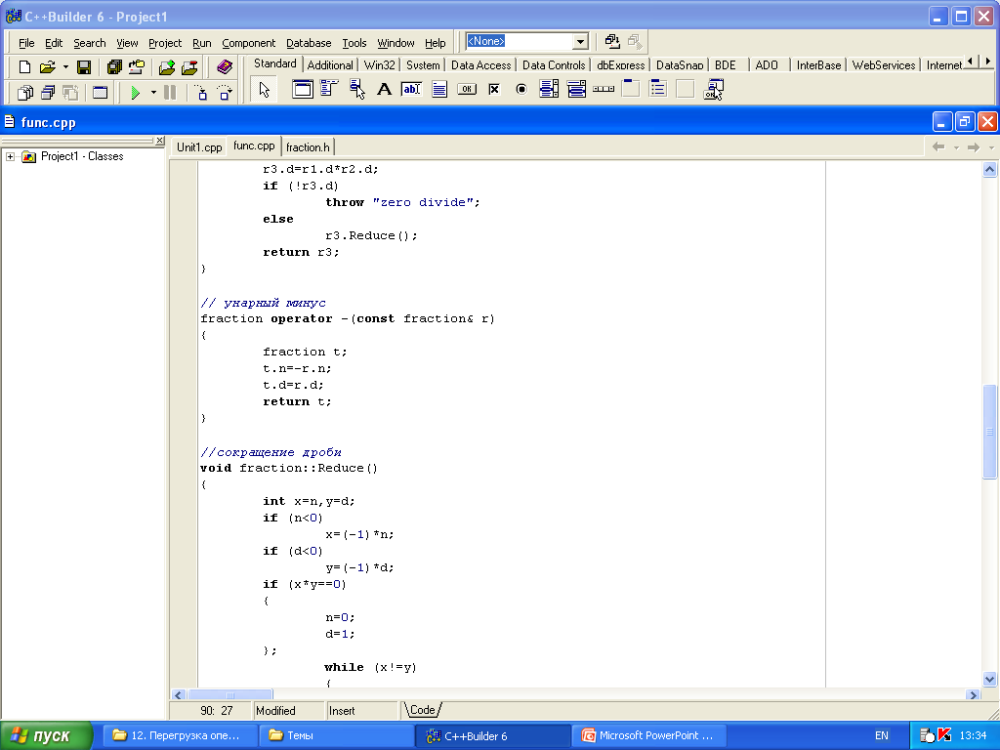 C++Builder 6 - Project1
File Edit Search View Project Run Component Database Tools Window Help <None>
Standard Additional Win32 System Data Access Data Controls dbExpress DataSnap BDE ADO InterBase WebServices Internet
A ab OK OK
func.cpp
Project1 - Classes
Unit1.cpp func.cpp fraction.h
r3.d=r1.d*r2.d;
if (!r3.d)
throw "zero divide";
else
r3.Reduce();
return r3;
}
// унарный минус
fraction operator -(const fraction& r)
{
fraction t;
t.n=-r.n;
t.d=r.d;
return t;
}
//сокращение дроби
void fraction::Reduce()
{
int x=n,y=d;
if (n<0)
x=(-1)*n;
if (d<0)
y=(-1)*d;
if (x*y==0)
{
n=0;
d=1;
};
while (x!=y)
{
90: 27 Modified Insert Code
пуск 12. Перегрузка опе... Темы C++Builder 6 Microsoft PowerPoint ... EN 13:34